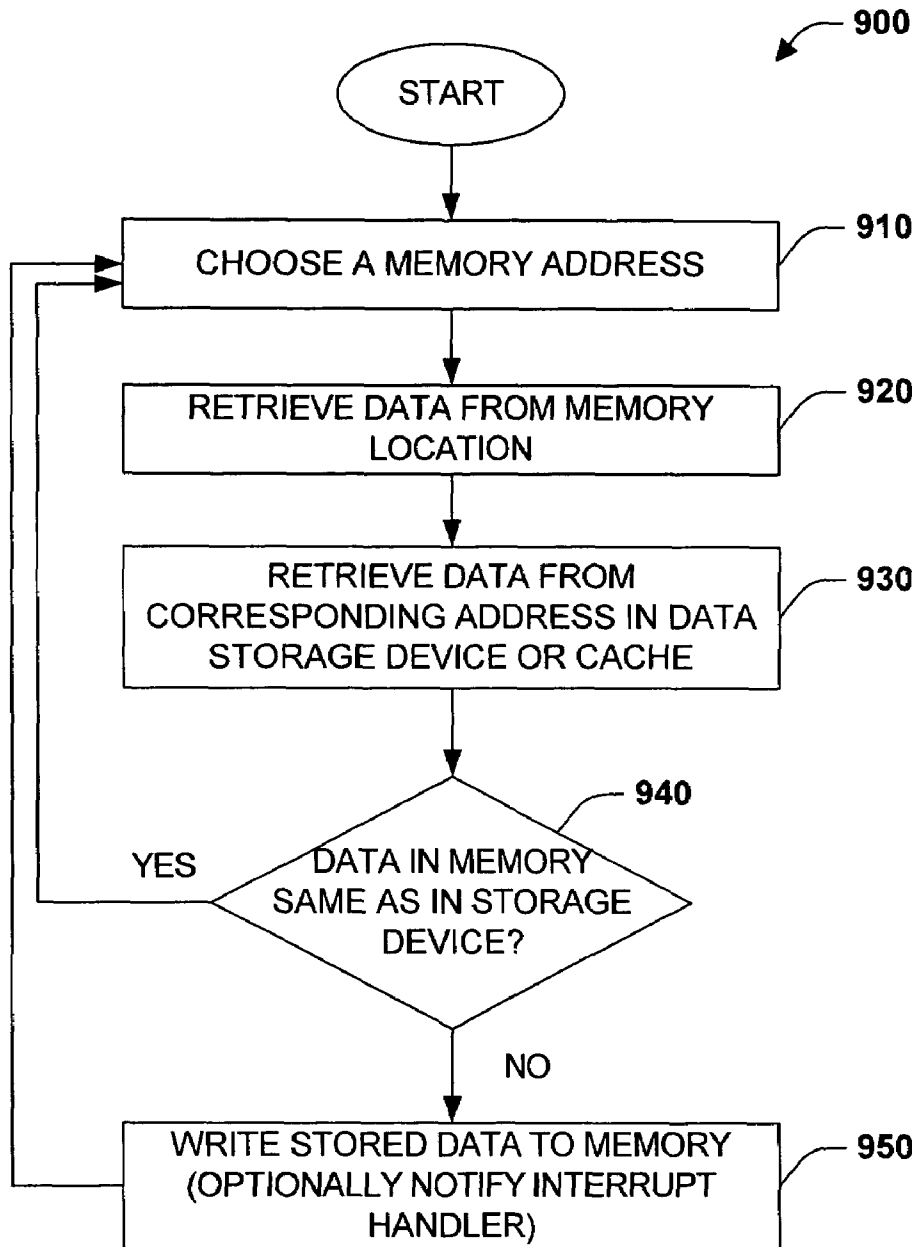 900
START
CHOOSE A MEMORY ADDRESS
910
RETRIEVE DATA FROM MEMORY
LOCATION
920
RETRIEVE DATA FROM
CORRESPONDING ADDRESS IN DATA
STORAGE DEVICE OR CACHE
930
940
YES
DATA IN MEMORY
SAME AS IN STORAGE
DEVICE?
NO
WRITE STORED DATA TO MEMORY
(OPTIONALLY NOTIFY INTERRUPT
HANDLER)
950